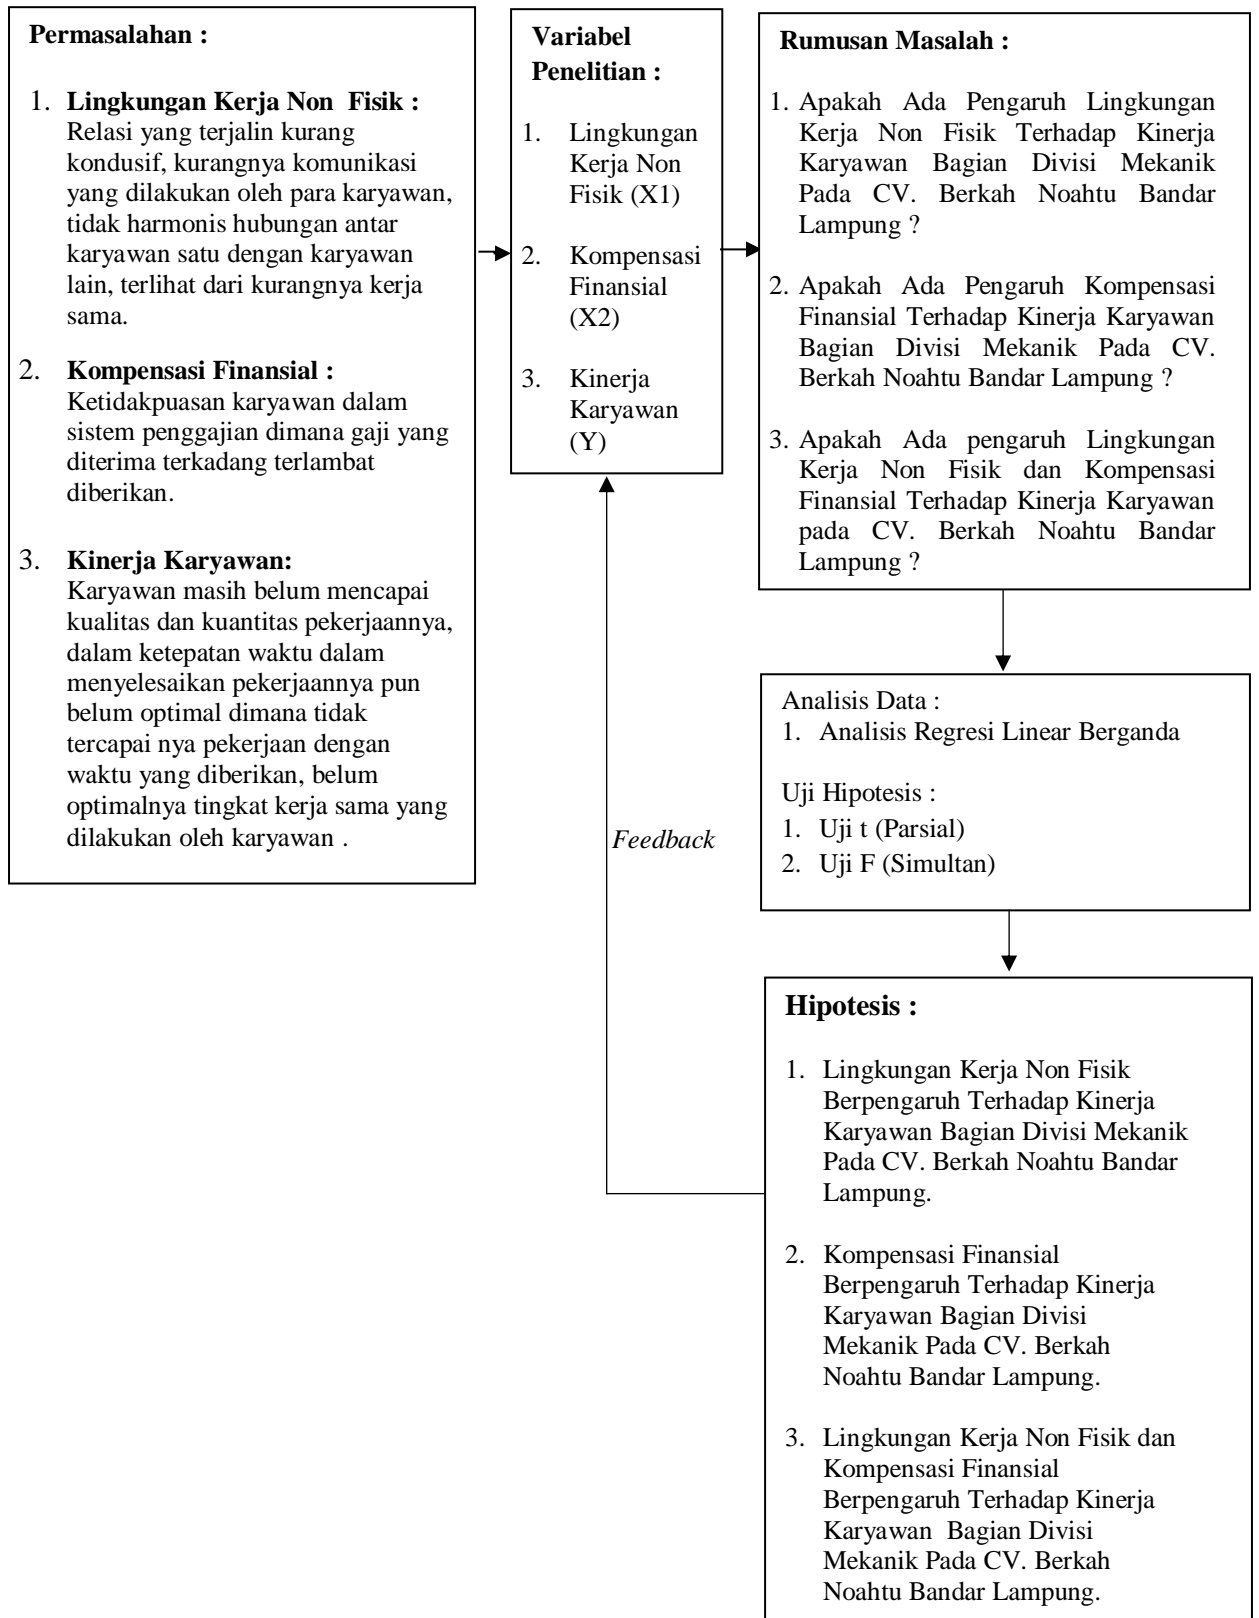 Permasalahan :
1. Lingkungan Kerja Non Fisik :
Relasi yang terjalin kurang
kondusif, kurangnya komunikasi
yang dilakukan oleh para karyawan,
tidak harmonis hubungan antar
karyawan satu dengan karyawan
lain, terlihat dari kurangnya kerja
sama.
2. Kompensasi Finansial :
Ketidakpuasan karyawan dalam
sistem penggajian dimana gaji yang
diterima terkadang terlambat
diberikan.
3. Kinerja Karyawan:
Karyawan masih belum mencapai
kualitas dan kuantitas pekerjaannya,
dalam ketepatan waktu dalam
menyelesaikan pekerjaannya pun
belum optimal dimana tidak
tercapai nya pekerjaan dengan
waktu yang diberikan, belum
optimalnya tingkat kerja sama yang
dilakukan oleh karyawan .
Variabel
Penelitian :
1. Lingkungan
Kerja Non
Fisik (X1)
2. Kompensasi
Finansial
(X2)
3. Kinerja
Karyawan
(Y)
Rumusan Masalah :
1. Apakah Ada Pengaruh Lingkungan
Kerja Non Fisik Terhadap Kinerja
Karyawan Bagian Divisi Mekanik
Pada CV. Berkah Noahtu Bandar
Lampung ?
2. Apakah Ada Pengaruh Kompensasi
Finansial Terhadap Kinerja Karyawan
Bagian Divisi Mekanik Pada CV.
Berkah Noahtu Bandar Lampung ?
3. Apakah Ada pengaruh Lingkungan
Kerja Non Fisik dan Kompensasi
Finansial Terhadap Kinerja Karyawan
pada CV. Berkah Noahtu Bandar
Lampung ?
Analisis Data :
1. Analisis Regresi Linear Berganda
Uji Hipotesis :
1. Uji t (Parsial)
2. Uji F (Simultan)
Feedback
Hipotesis :
1. Lingkungan Kerja Non Fisik
Berpengaruh Terhadap Kinerja
Karyawan Bagian Divisi Mekanik
Pada CV. Berkah Noahtu Bandar
Lampung.
2. Kompensasi Finansial
Berpengaruh Terhadap Kinerja
Karyawan Bagian Divisi
Mekanik Pada CV. Berkah
Noahtu Bandar Lampung.
3. Lingkungan Kerja Non Fisik dan
Kompensasi Finansial
Berpengaruh Terhadap Kinerja
Karyawan Bagian Divisi
Mekanik Pada CV. Berkah
Noahtu Bandar Lampung.